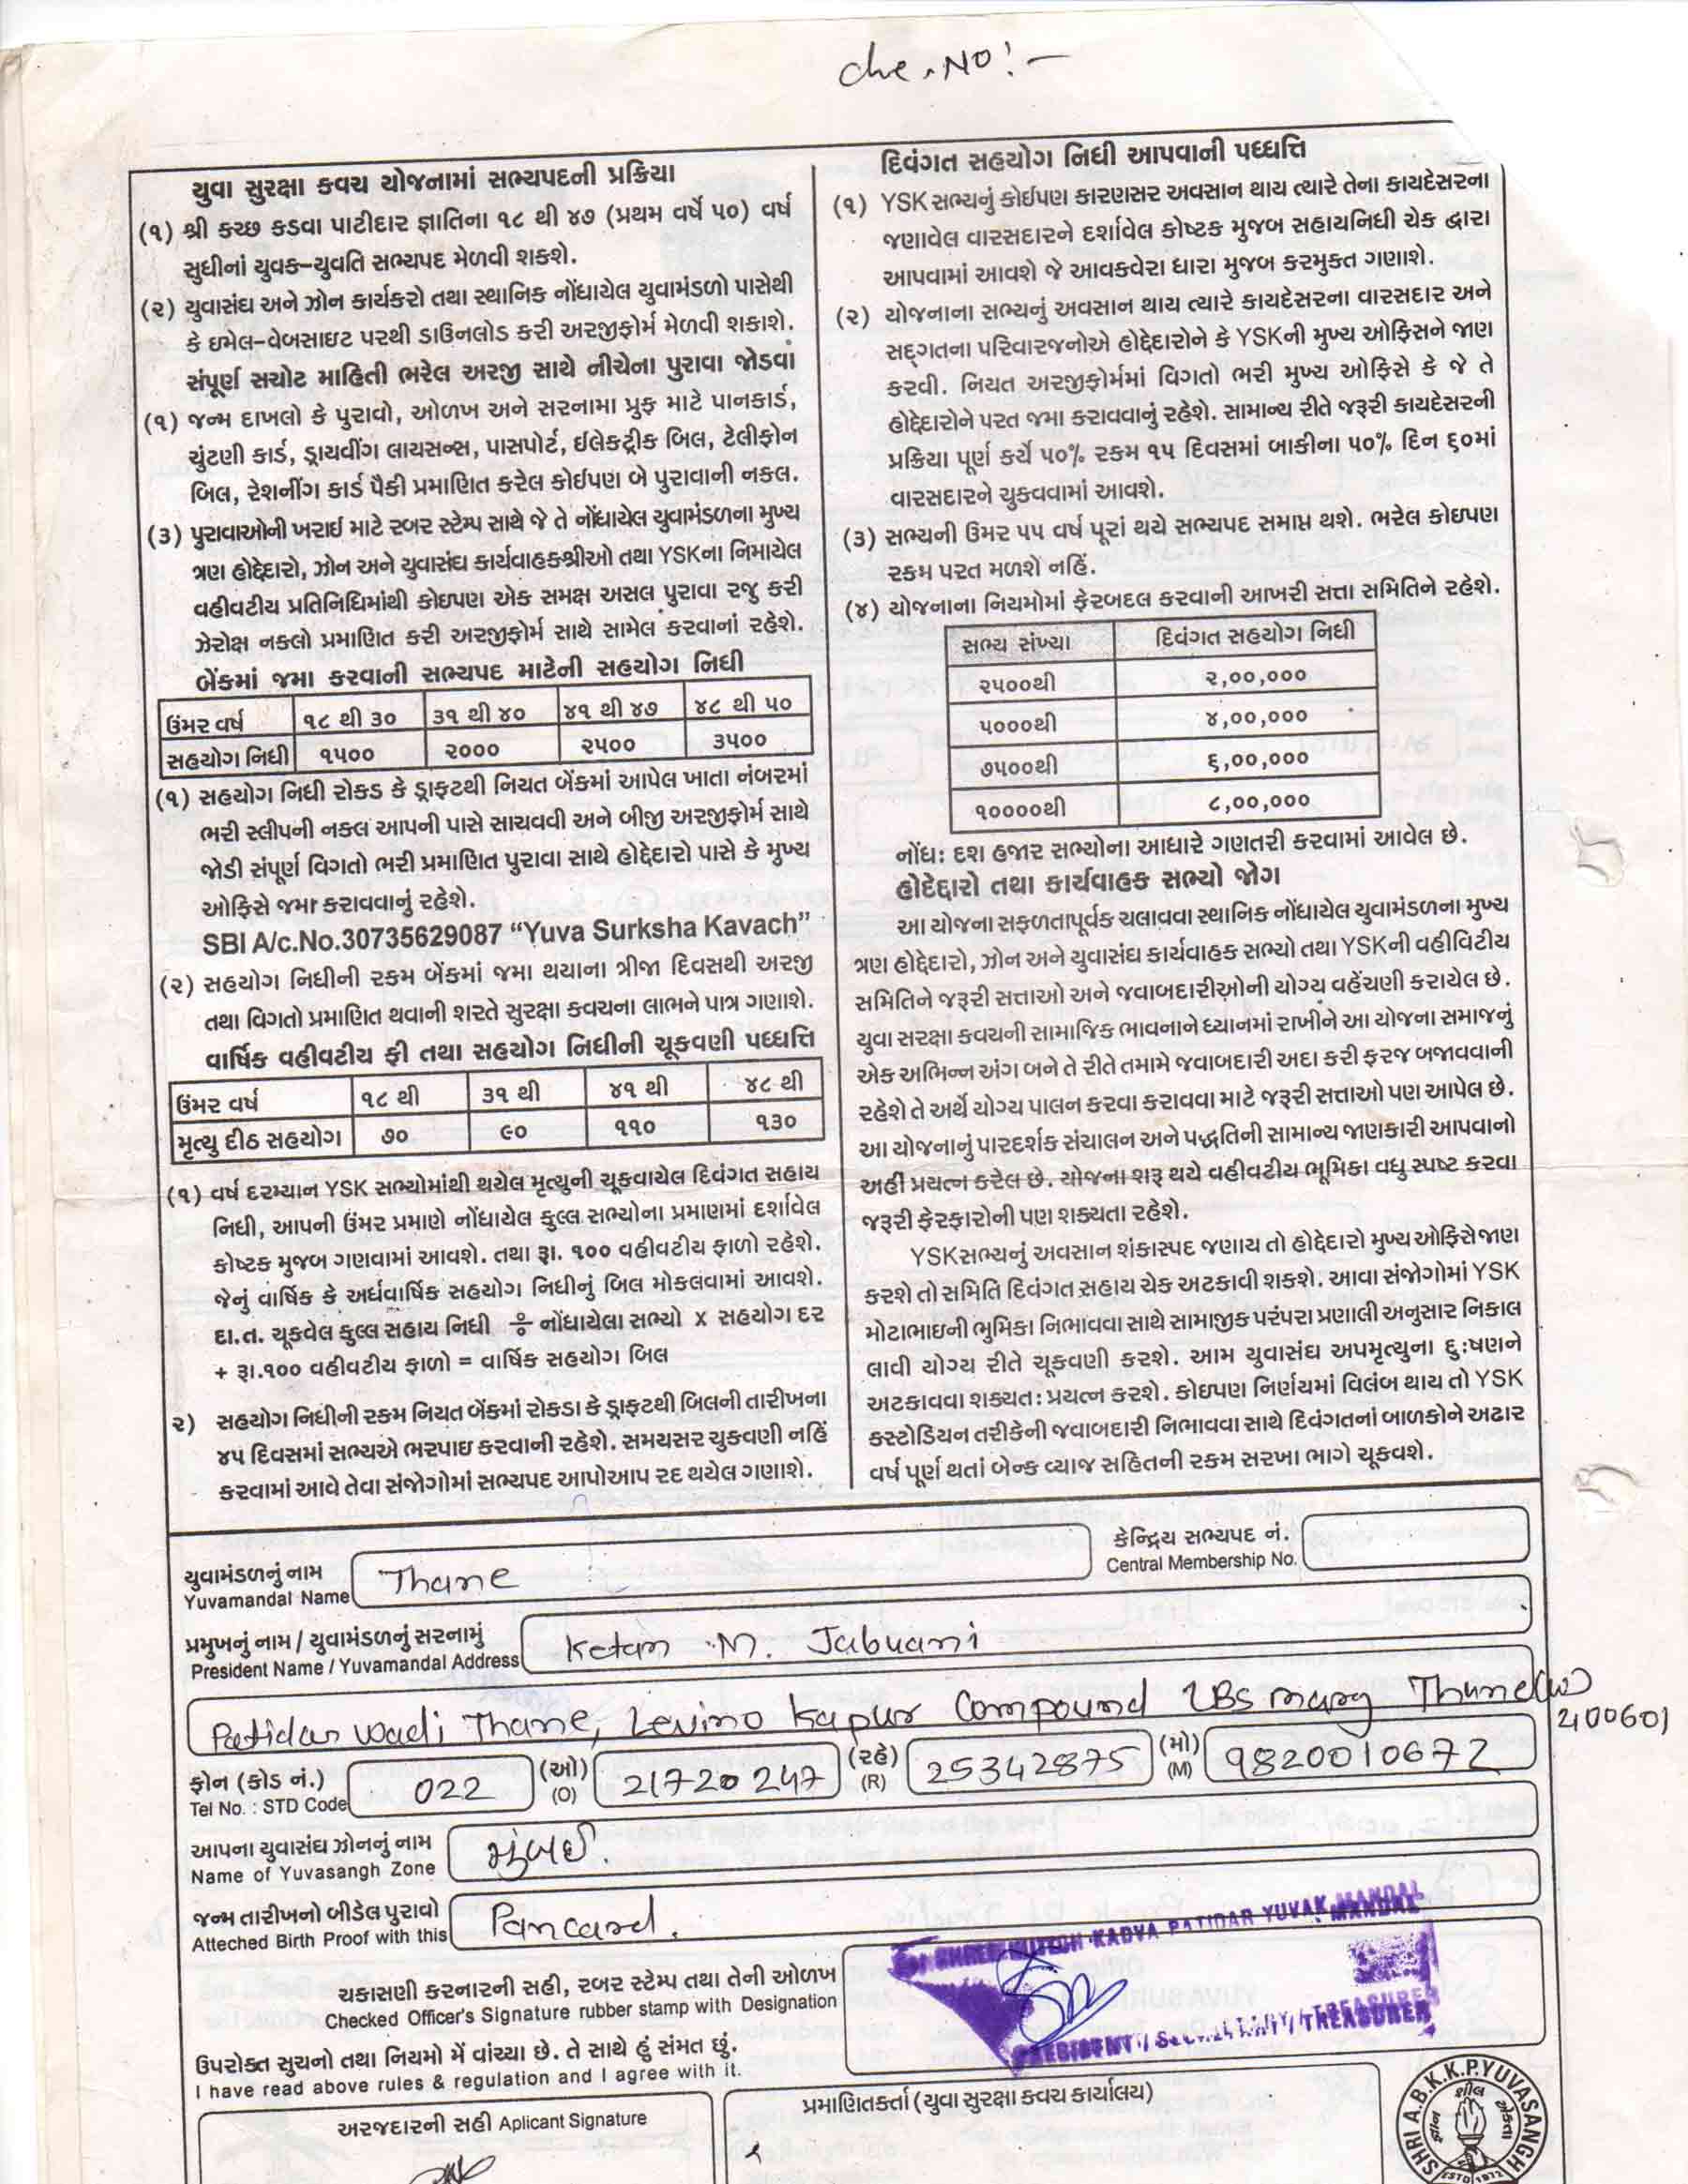 che. NO! -
યુવા સુરક્ષા કવચ યોજનામાં સભ્યપદની પ્રક્રિયા
(૧) શ્રી કચ્છ કડવા પાટીદાર જ્ઞાતિના ૧૮ થી ૪૭ (પ્રથમ વર્ષે ૫૦) વર્ષ
સુધીનાં યુવક-યુવતિ સભ્યપદ મેળવી શકશે.
(૨) યુવાસંઘ અને ઝોન કાર્યકરો તથા સ્થાનિક નોંધાયેલ યુવામંડળો પાસેથી
કે ઇમેલ-વેબસાઇટ પરથી ડાઉનલોડ કરી અરજીફોર્મ મેળવી શકાશે.
સંપૂર્ણ સચોટ માહિતી ભરેલ અરજી સાથે નીચેના પુરાવા જોડવાં
(૧) જન્મ દાખલો કે પુરાવો, ઓળખ અને સરનામા પ્રુફ માટે પાનકાર્ડ,
ચુંટણી કાર્ડ, ડ્રાયવીંગ લાયસન્સ, પાસપોર્ટ, ઈલેકટ્રીક બિલ, ટેલીફોન
બિલ, રેશનીંગ કાર્ડ પૈકી પ્રમાણિત કરેલ કોઈપણ બે પુરાવાની નકલ.
(૩) પુરાવાઓની ખરાઈ માટે રબર સ્ટેમ્પ સાથે જે તે નોંધાયેલ યુવામંડળના મુખ્ય
ત્રણ હોદ્દેદારો, ઝોન અને યુવાસંઘ કાર્યવાહકશ્રીઓ તથા YSKના નિમાયેલ
વહીવટીય પ્રતિનિધિમાંથી કોઇપણ એક સમક્ષ અસલ પુરાવા રજુ કરી
ઝેરોક્ષ નકલો પ્રમાણિત કરી અરજીફોર્મ સાથે સામેલ કરવાનાં રહેશે.
બેંકમાં જમા કરવાની સભ્યપદ માટેની સહયોગ નિધી
ઉંમર વર્ષ ૧૮ થી ૩૦ ૩૧ થી ૪૦ ૪૧ થી ૪૭ ૪૮ થી ૫૦
સહયોગ નિધી ૧૫૦૦ ૨૦૦૦ ૨૫૦૦ ૩૫૦૦
(૧) સહયોગ નિધી રોકડ કે ડ્રાફટથી નિયત બેંકમાં આપેલ ખાતા નંબરમાં
ભરી સ્લીપની નકલ આપની પાસે સાચવવી અને બીજી અરજીફોર્મ સાથે
જોડી સંપૂર્ણ વિગતો ભરી પ્રમાણિત પુરાવા સાથે હોદ્દેદારો પાસે કે મુખ્ય
ઓફિસે જમા કરાવવાનું રહેશે.
SBI A/c.No.30735629087 “Yuva Surksha Kavach”
(૨) સહયોગ નિધીની રકમ બેંકમાં જમા થયાના ત્રીજા દિવસથી અરજી
તથા વિગતો પ્રમાણિત થવાની શરતે સુરક્ષા કવચના લાભને પાત્ર ગણાશે.
વાર્ષિક વહીવટીય ફી તથા સહયોગ નિધીની ચૂકવણી પધ્ધત્તિ
ઉંમર વર્ષ ૧૮ થી ૩૧ થી ૪૧ થી ૪૮ થી
મૃત્યુ દીઠ સહયોગ ૭૦ ૯૦ ૧૧૦ ૧૩૦
(૧) વર્ષ દરમ્યાન YSK સભ્યોમાંથી થયેલ મૃત્યુની ચૂકવાયેલ દિવંગત સહાય
નિધી, આપની ઉંમર પ્રમાણે નોંધાયેલ કુલ્લ સભ્યોના પ્રમાણમાં દર્શાવેલ
કોષ્ટક મુજબ ગણવામાં આવશે. તથા રૂા. ૧૦૦ વહીવટીય ફાળો રહેશે.
જેનું વાર્ષિક કે અર્ધવાર્ષિક સહયોગ નિધીનું બિલ મોકલવામાં આવશે.
દા.ત. ચૂકવેલ કુલ્લ સહાય નિધી ÷ નોંધાયેલા સભ્યો x સહયોગ દર
+ રૂા.૧૦૦ વહીવટીય ફાળો = વાર્ષિક સહયોગ બિલ
૨) સહયોગ નિધીની રકમ નિયત બેંકમાં રોકડા કે ડ્રાફટથી બિલની તારીખના
૪૫ દિવસમાં સભ્યએ ભરપાઇ કરવાની રહેશે. સમયસર ચુકવણી નહિં
કરવામાં આવે તેવા સંજોગોમાં સભ્યપદ આપોઆપ રદ થયેલ ગણાશે.
દિવંગત સહયોગ નિધી આપવાની પધ્ધત્તિ
(૧) YSK સભ્યનું કોઈપણ કારણસર અવસાન થાય ત્યારે તેના કાયદેસરના
જણાવેલ વારસદારને દર્શાવેલ કોષ્ટક મુજબ સહાયનિધી ચેક દ્વારા
આપવામાં આવશે જે આવકવેરા ધારા મુજબ કરમુક્ત ગણાશે.
(૨) યોજનાના સભ્યનું અવસાન થાય ત્યારે કાયદેસરના વારસદાર અને
સદ્ગતના પરિવારજનોએ હોદ્દેદારોને કે YSKની મુખ્ય ઓફિસને જાણ
કરવી. નિયત અરજીફોર્મમાં વિગતો ભરી મુખ્ય ઓફિસે કે જે તે
હોદ્દેદારોને પરત જમા કરાવવાનું રહેશે. સામાન્ય રીતે જરૂરી કાયદેસરની
પ્રક્રિયા પૂર્ણ કર્યે ૫૦% રકમ ૧૫ દિવસમાં બાકીના ૫૦% દિન ૬૦માં
વારસદારને ચુકવવામાં આવશે.
(૩) સભ્યની ઉમર ૫૫ વર્ષ પૂરાં થયે સભ્યપદ સમાપ્ત થશે. ભરેલ કોઇપણ
રકમ પરત મળશે નહિં.
(૪) યોજનાના નિયમોમાં ફેરબદલ કરવાની આખરી સત્તા સમિતિને રહેશે.
સભ્ય સંખ્યા દિવંગત સહયોગ નિધી
૨૫૦૦થી ૨,૦૦,૦૦૦
૫૦૦૦થી ૪,૦૦,૦૦૦
૭૫૦૦થી ૬,૦૦,૦૦૦
૧૦૦૦૦થી ૮,૦૦,૦૦૦
નોંધ: દશ હજાર સભ્યોના આધારે ગણતરી કરવામાં આવેલ છે.
હોદેદ્દારો તથા કાર્યવાહક સભ્યો જોગ
આ યોજના સફળતાપૂર્વક ચલાવવા સ્થાનિક નોંધાયેલ યુવામંડળના મુખ્ય
ત્રણ હોદ્દેદારો, ઝોન અને યુવાસંઘ કાર્યવાહક સભ્યો તથા YSKની વહીવિટીય
સમિતિને જરૂરી સત્તાઓ અને જવાબદારીઓની યોગ્ય વહેંચણી કરાયેલ છે.
યુવા સરક્ષા કવચની સામાજિક ભાવનાને ધ્યાનમાં રાખીને આ યોજના સમાજનું
એક અભિન્ન અંગ બને તે રીતે તમામે જવાબદારી અદા કરી ફરજ બજાવવાની
રહેશે તે અર્થે યોગ્ય પાલન કરવા કરાવવા માટે જરૂરી સત્તાઓ પણ આપેલ છે.
આ યોજનાનું પારદર્શક સંચાલન અને પદ્ધતિની સામાન્ય જાણકારી આપવાનો
અહીં પ્રયત્ન કરેલ છે. યોજના શરૂ થયે વહીવટીય ભૂમિકા વધુ સ્પષ્ટ કરવા
જરૂરી ફેરફારોની પણ શક્યતા રહેશે.
YSKસભ્યનું અવસાન શંકાસ્પદ જણાય તો હોદ્દેદારો મુખ્ય ઓફિસે જાણ
કરશે તો સમિતિ દિવંગત સહાય ચેક અટકાવી શકશે. આવા સંજોગોમાં YSK
મોટાભાઇની ભુમિકા નિભાવવા સાથે સામાજીક પરંપરા પ્રણાલી અનુસાર નિકાલ
લાવી યોગ્ય રીતે ચૂકવણી કરશે. આમ યુવાસંઘ અપમૃત્યુના દુ:ષણને
અટકાવવા શક્યત: પ્રયત્ન કરશે. કોઇપણ નિર્ણયમાં વિલંબ થાય તો YSK
કસ્ટોડિયન તરીકેની જવાબદારી નિભાવવા સાથે દિવંગતનાં બાળકોને અઢાર
વર્ષ પૂર્ણ થતાં બેન્ક વ્યાજ સહિતની રકમ સરખા ભાગે ચૂકવશે.
યુવામંડળનું નામ
Yuvamandal Name Thane
કેન્દ્રિય સભ્યપદ નં.
Central Membership No.
પ્રમુખનું નામ / યુવામંડળનું સરનામું
President Name / Yuvamandal Address Ketan M. Jabuani
Patidar wadi Thane, Levino Kapur Compound LBS marg Thane (w)
400601
ફોન (કોડ નં.) (ઓ) (રહે) (મો)
Tel No. : STD Code 022 (O) 21720247 (R) 25342875 (M) 9820010672
આપના યુવાસંઘ ઝોનનું નામ
Name of Yuvasangh Zone મુંબઈ.
જન્મ તારીખનો બીડેલ પુરાવો
Atteched Birth Proof with this Pancard.
KADVA PATIDAR YUVAK MANDAL
ચકાસણી કરનારની સહી, રબર સ્ટેમ્પ તથા તેની ઓળખ
Checked Officer's Signature rubber stamp with Designation
PRESIDENT / SECRETARY / TREASURER
ઉપરોક્ત સુચનો તથા નિયમો મેં વાંચ્યા છે. તે સાથે હું સંમત છું.
I have read above rules & regulation and I agree with it.
અરજદારની સહી Aplicant Signature
પ્રમાણિતકર્તા (યુવા સુરક્ષા કવચ કાર્યાલય)
SHRI A.B.K.K.P.YUVASANGH
જ્ઞાન શીલ એકતા